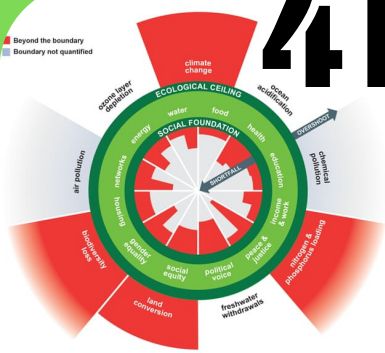 Beyond the boundary
Boundary not quantified
climate
change
ocean
acidification
OVERSHOOT
chemical
pollution
nitrogen &
phosphorus loading
freshwater
withdrawals
land
conversion
biodiversity
loss
air pollution
ozone layer
depletion
ECOLOGICAL CEILING
water
food
health
education
income
& work
peace &
justice
political
voice
social
equity
gender
equality
housing
networks
energy
SOCIAL FOUNDATION
SHORTFALL